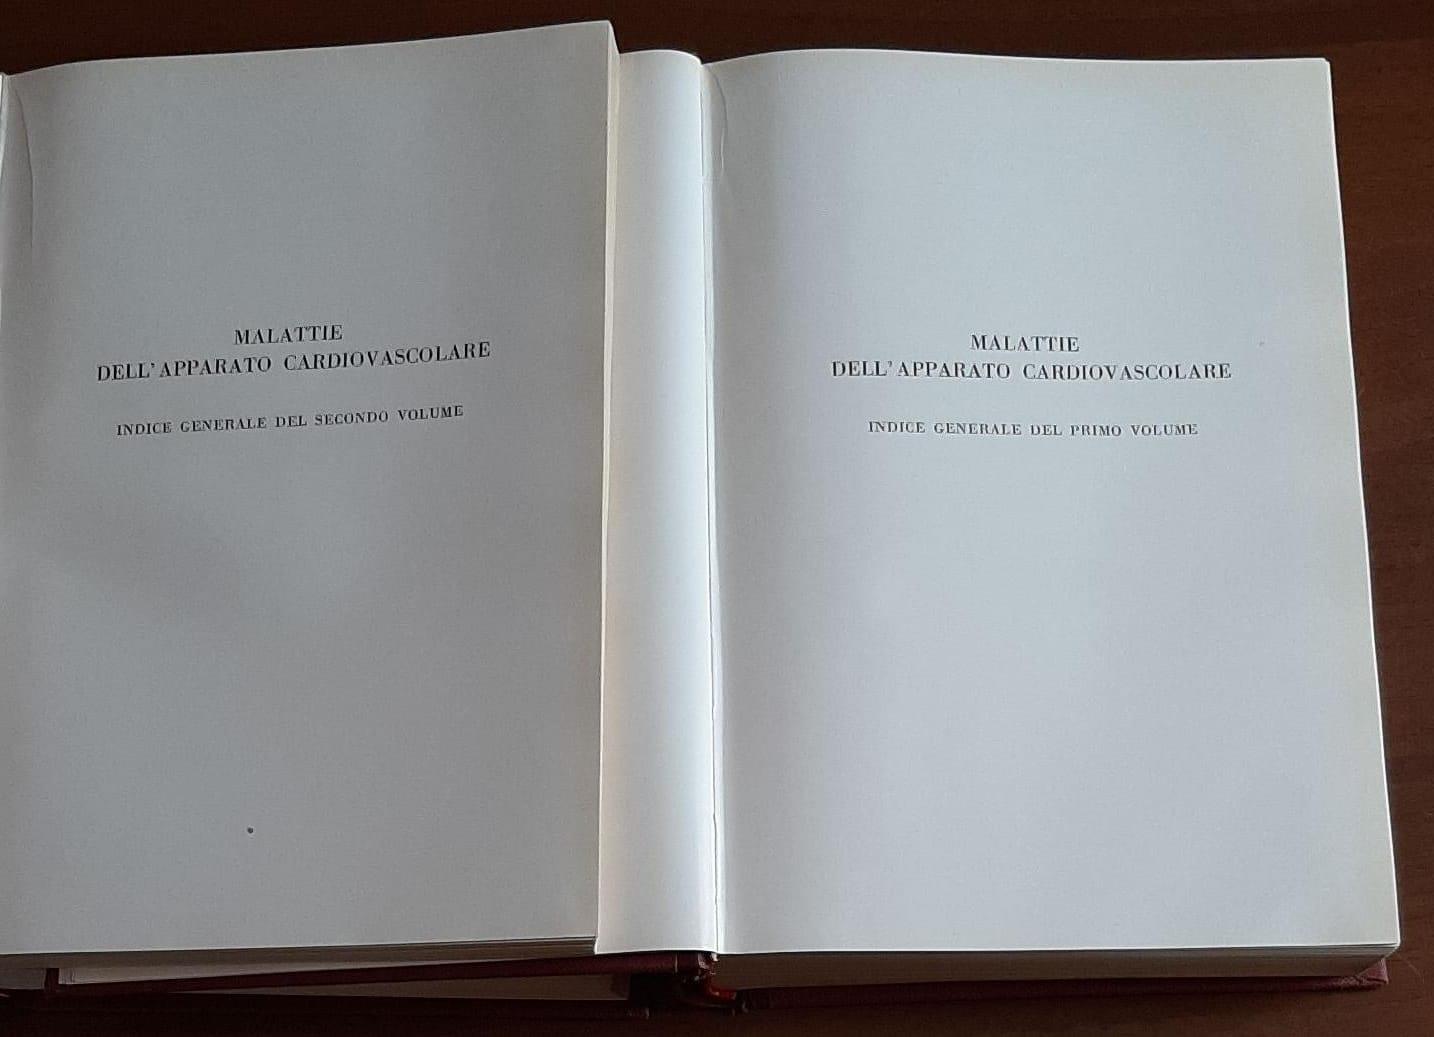 MALATTIE
DELL'APPARATO CARDIOVASCOLARE
INDICE GENERALE DEL SECONDO VOLUME
MALATTIE
DELL'APPARATO CARDIOVASCOLARE
INDICE GENERALE DEL PRIMO VOLUME